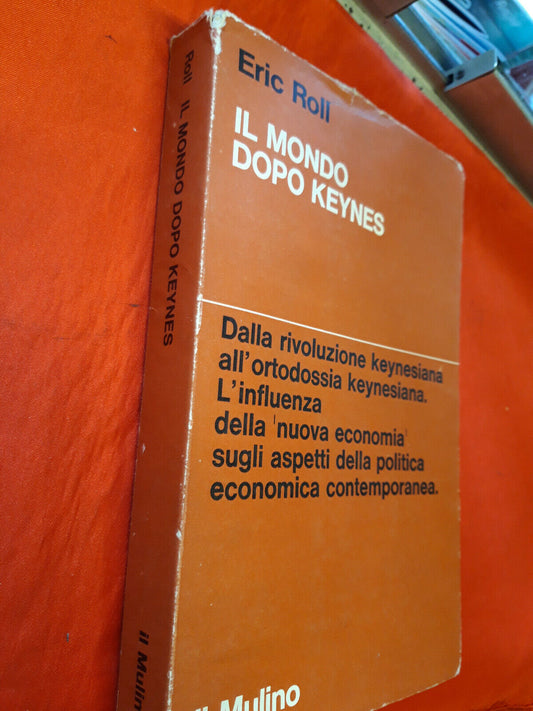 Eric Roll
IL MONDO
DOPO KEYNES
Dalla rivoluzione keynesiana
all'ortodossia keynesiana.
L'influenza
della 'nuova economia'
sugli aspetti della politica
economica contemporanea.
Il Mulino
Roll IL MONDO DOPO KEYNES
il Mulin